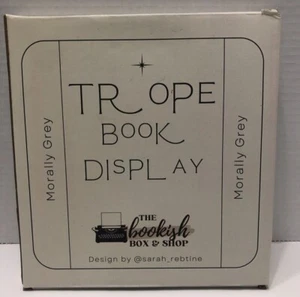 TROPE
BOOK
DISPLAY
Morally Grey
Morally Grey
THE
bookish
BOX & SHOP
Design by @sarah_rebtine